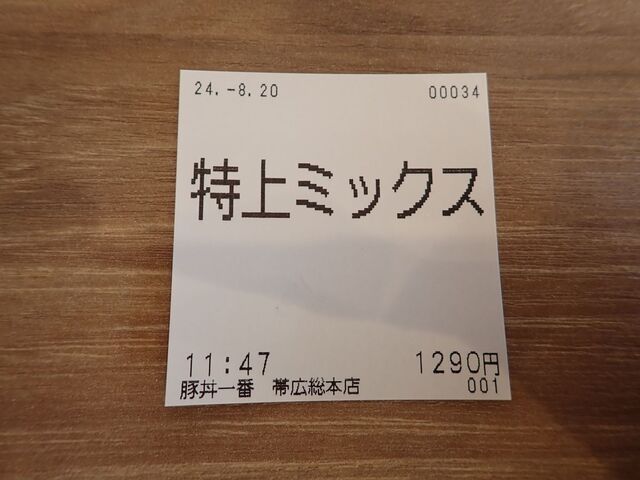 24.-8.20 00034
特上ミックス
11:47 1290円
豚丼一番 帯広総本店 001